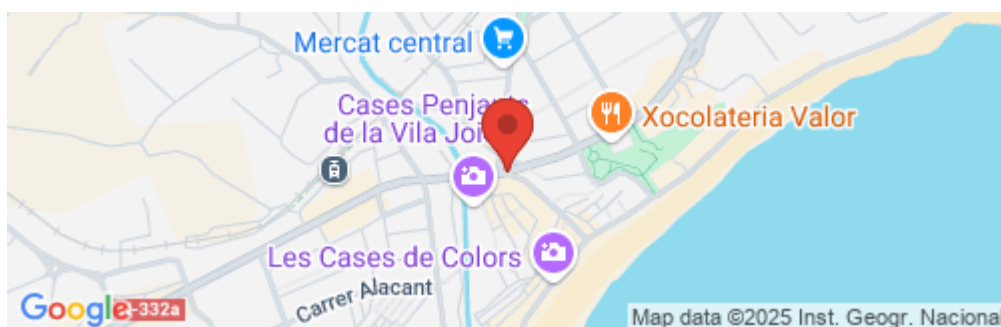 Mercat central
Cases Penjants
de la Vila Joi
Xocolateria Valor
Les Cases de Colors
Carrer Alacant
Google
-332a
Map data ©2025 Inst. Geogr. Naciona